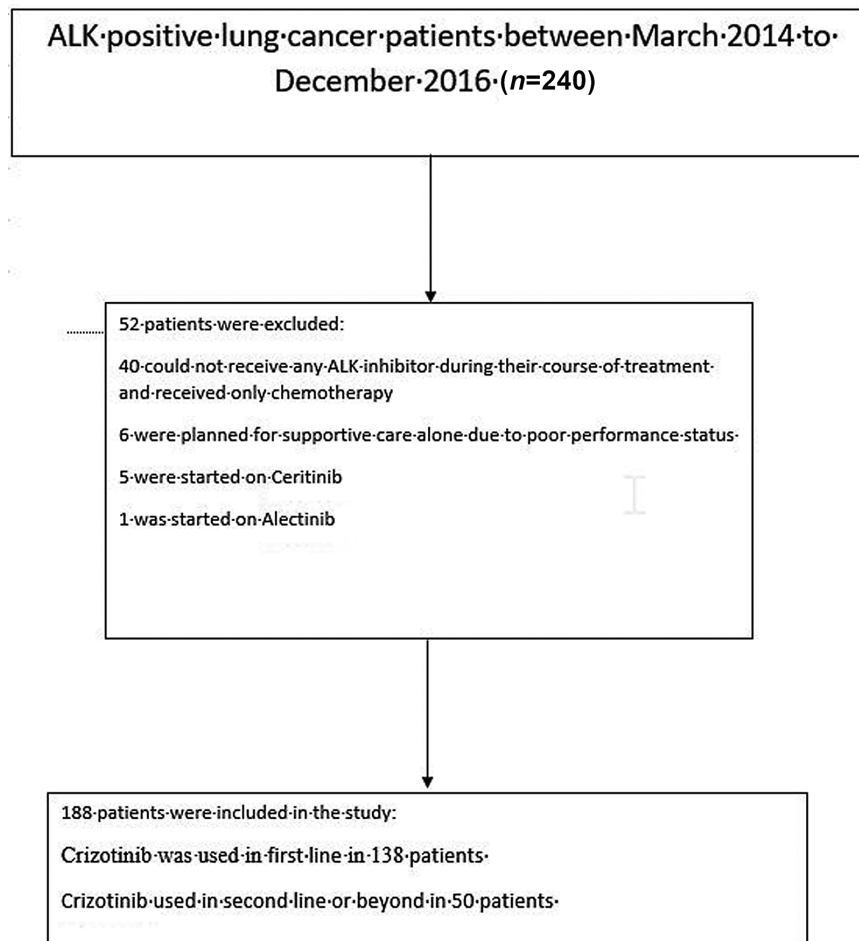 ALK·positive·lung·cancer·patients·between·March·2014·to·
December·2016·(n=240)
52·patients·were·excluded:
40·could·not·receive·any·ALK·inhibitor·during·their·course·of·treatment·
and·received·only·chemotherapy
6·were·planned·for·supportive·care·alone·due·to·poor·performance·status·
5·were·started·on·Ceritinib
1·was·started·on·Alectinib
188·patients·were·included·in·the·study:
Crizotinib·was·used·in·first·line·in·138·patients·
Crizotinib·used·in·second·line·or·beyond·in·50·patients·